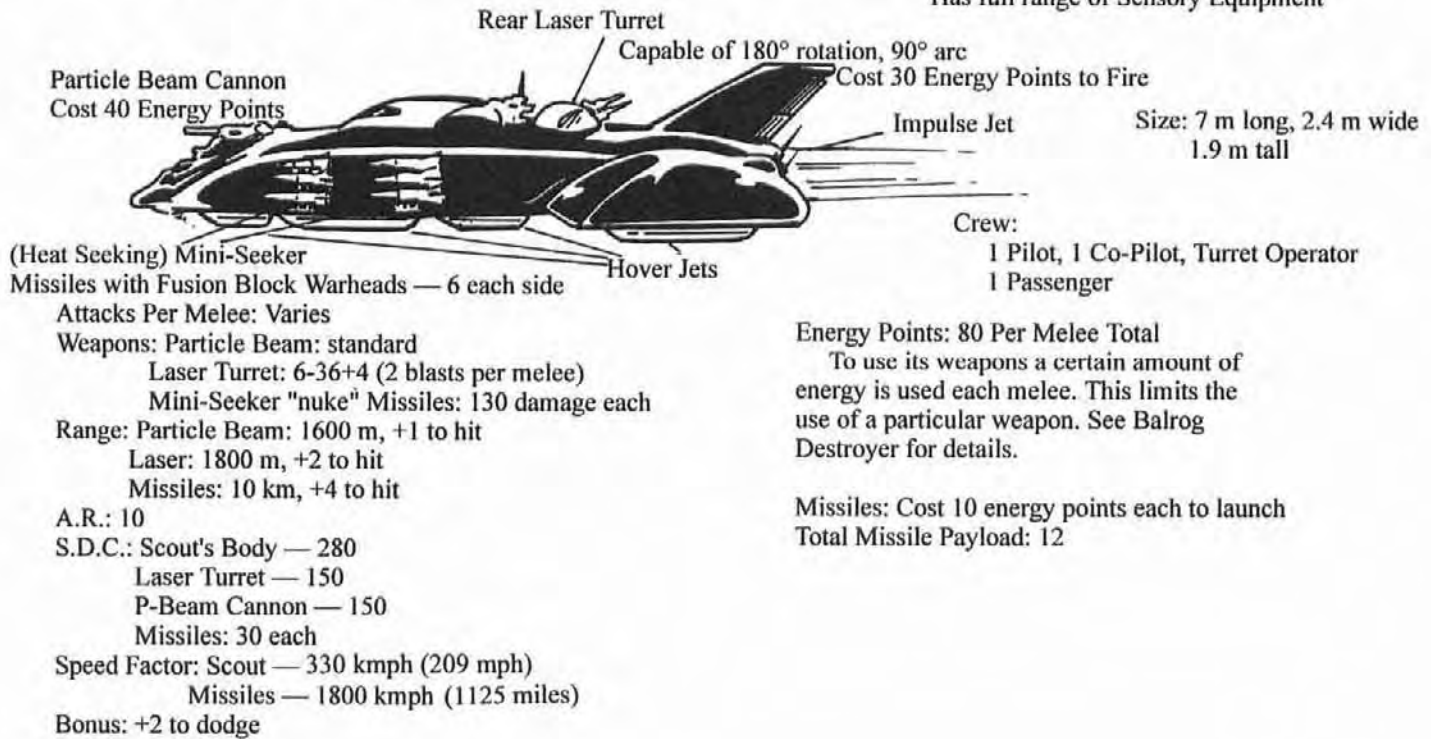 Has full range of Sensory Equipment
Rear Laser Turret
Capable of 180° rotation, 90° arc
Cost 30 Energy Points to Fire
Particle Beam Cannon
Cost 40 Energy Points
Impulse Jet
Size: 7 m long, 2.4 m wide
1.9 m tall
Crew:
1 Pilot, 1 Co-Pilot, Turret Operator
1 Passenger
(Heat Seeking) Mini-Seeker
Missiles with Fusion Block Warheads — 6 each side
Hover Jets
Attacks Per Melee: Varies
Weapons: Particle Beam: standard
Laser Turret: 6-36+4 (2 blasts per melee)
Mini-Seeker "nuke" Missiles: 130 damage each
Range: Particle Beam: 1600 m, +1 to hit
Laser: 1800 m, +2 to hit
Missiles: 10 km, +4 to hit
A.R.: 10
S.D.C.: Scout's Body — 280
Laser Turret — 150
P-Beam Cannon — 150
Missiles: 30 each
Speed Factor: Scout — 330 kmph (209 mph)
Missiles — 1800 kmph (1125 miles)
Bonus: +2 to dodge
Energy Points: 80 Per Melee Total
To use its weapons a certain amount of
energy is used each melee. This limits the
use of a particular weapon. See Balrog
Destroyer for details.
Missiles: Cost 10 energy points each to launch
Total Missile Payload: 12